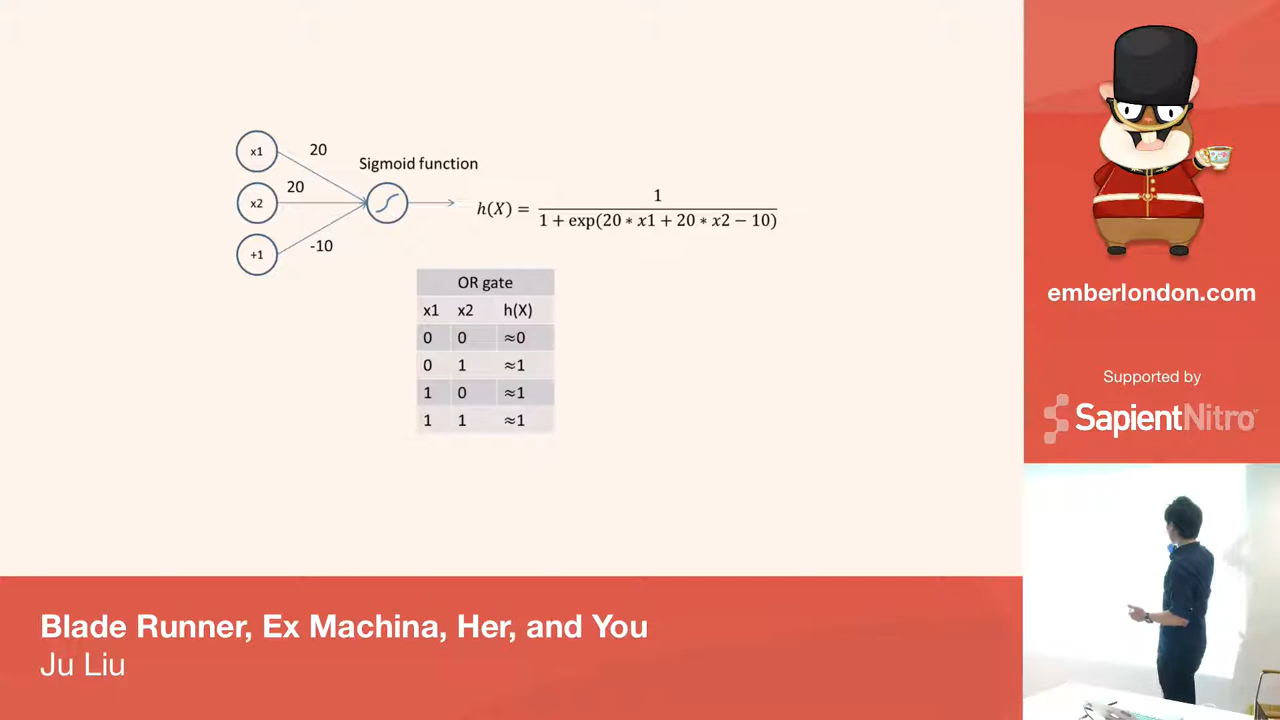 x1
20
Sigmoid function
x2
20
+1
-10
h(X) = 1 / 1 + exp(20 ∗ x1 + 20 ∗ x2 − 10)
OR gate
x1 x2 h(X)
0 0 ≈0
0 1 ≈1
1 0 ≈1
1 1 ≈1
emberlondon.com
Supported by
SapientNitro
Blade Runner, Ex Machina, Her, and You
Ju Liu